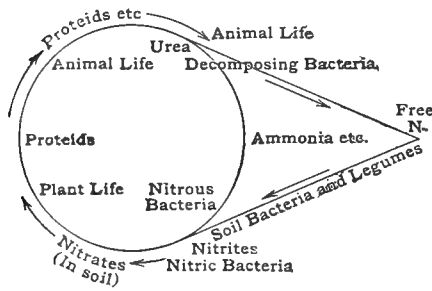 Proteids etc
Animal Life
Urea
Animal Life
Decomposing Bacteria,
Free
N-
Proteids
Ammonia etc.
Plant Life
Nitrous
Bacteria
Soil Bacteria and Legumes
Nitrates
(In soil)
Nitrites
Nitric Bacteria